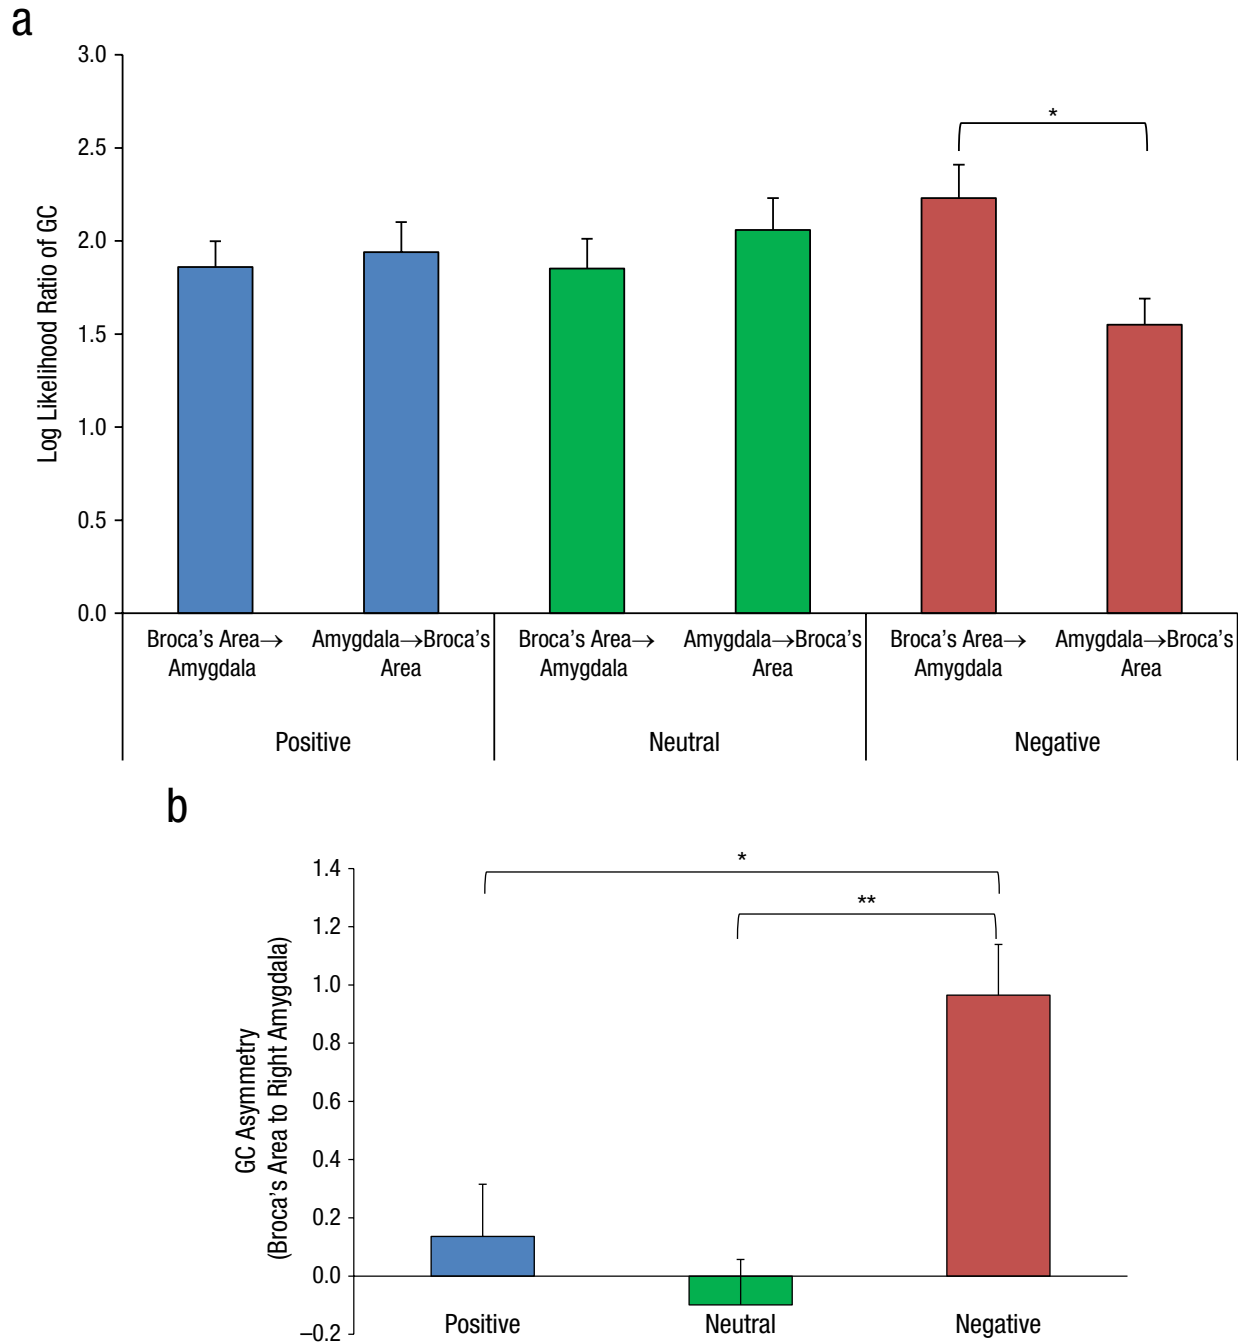 a
Log Likelihood Ratio of GC
3.0
2.5
2.0
1.5
1.0
0.5
0.0
*
Broca's Area→ Amygdala→Broca's Broca's Area→ Amygdala→Broca's Broca's Area→ Amygdala→Broca's
Amygdala Area Amygdala Area Amygdala Area
Positive Neutral Negative
b
GC Asymmetry
(Broca's Area to Right Amygdala)
1.4
1.2
1.0
0.8
0.6
0.4
0.2
0.0
–0.2
*
**
Positive Neutral Negative